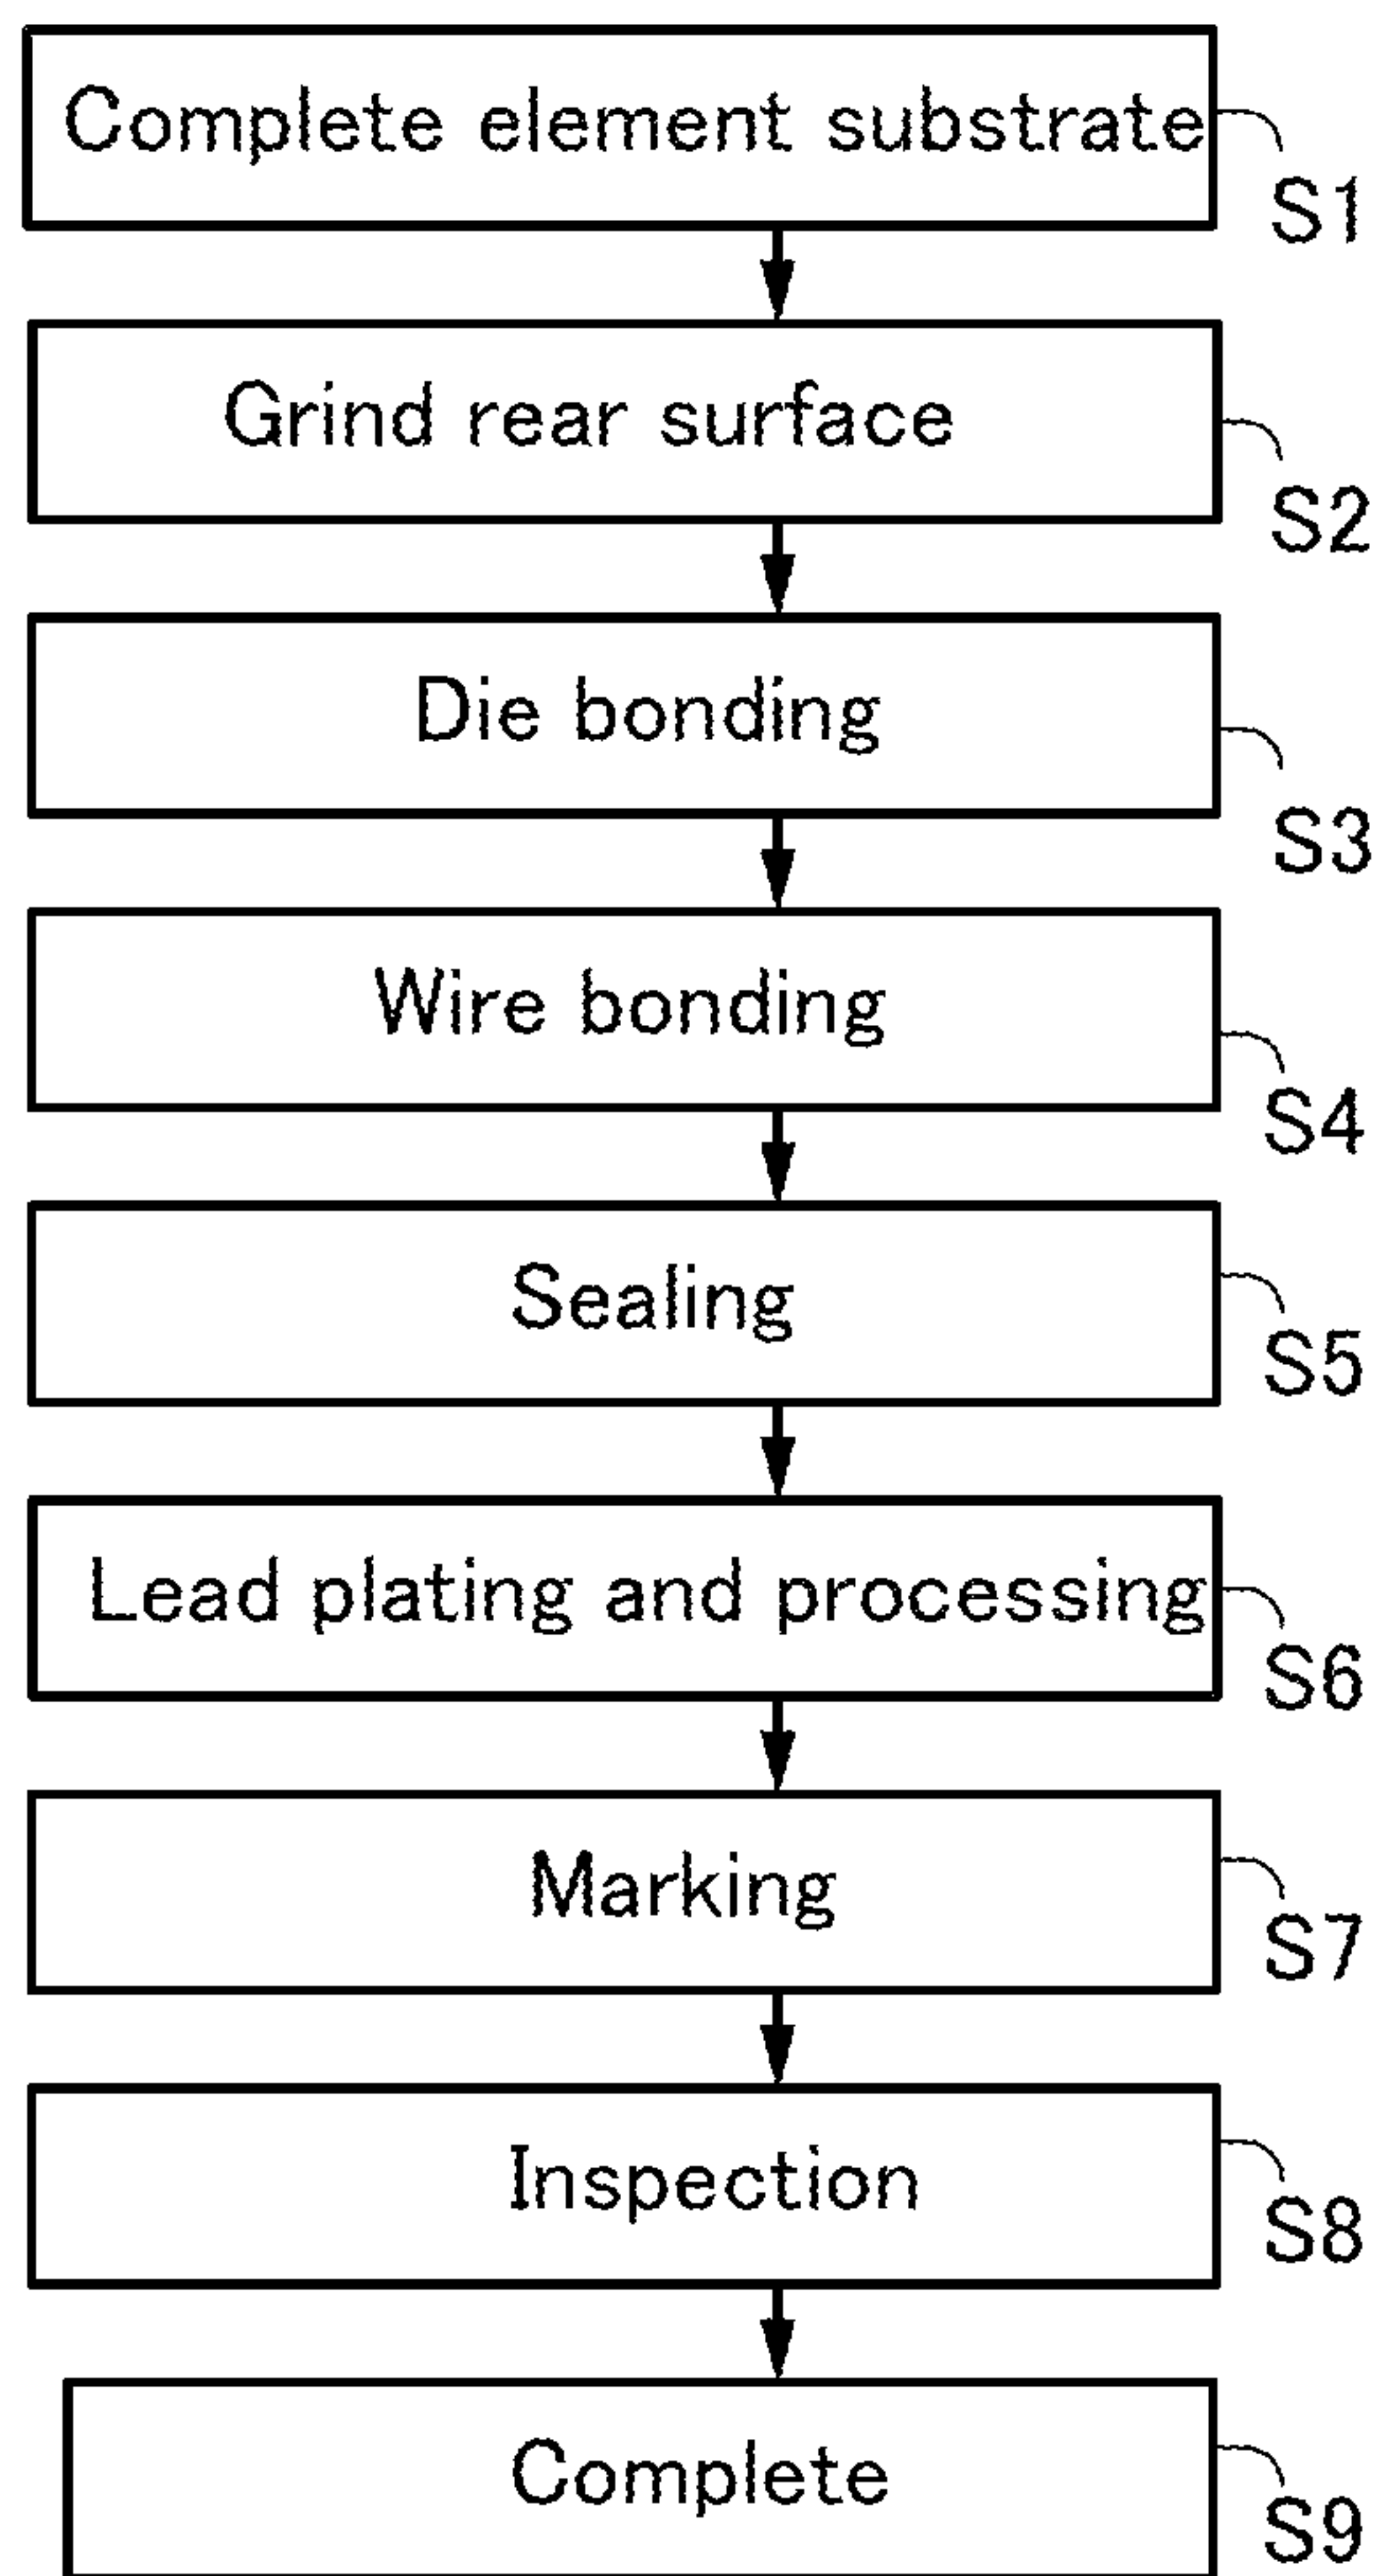 Complete element substrate
S1
Grind rear surface
S2
Die bonding
S3
Wire bonding
S4
Sealing
S5
Lead plating and processing
S6
Marking
S7
Inspection
S8
Complete
S9